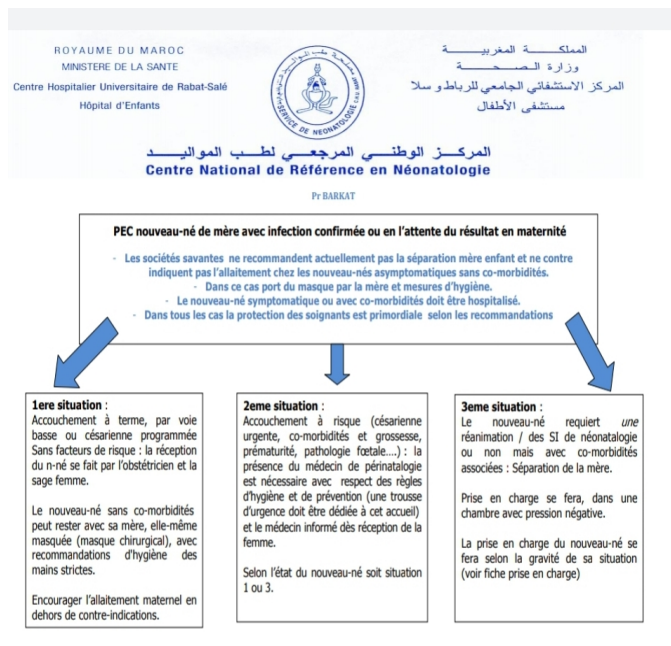 ROYAUME DU MAROC
MINISTERE DE LA SANTE
Centre Hospitalier Universitaire de Rabat-Salé
Hôpital d'Enfants
SERVICE DE NEONATOLOGIE
المملكة المغربية
وزارة الصحة
المركز الاستشفائي الجامعي للرباط و سلا
مستشفى الأطفال
المركز الوطني المرجعي لطب المواليد
Centre National de Référence en Néonatologie
Pr BARKAT
PEC nouveau-né de mère avec infection confirmée ou en l'attente du résultat en maternité
- Les sociétés savantes ne recommandent actuellement pas la séparation mère enfant et ne contre
indiquent pas l'allaitement chez les nouveau-nés asymptomatiques sans co-morbidités.
- Dans ce cas port du masque par la mère et mesures d'hygiène.
- Le nouveau-né symptomatique ou avec co-morbidités doit être hospitalisé.
- Dans tous les cas la protection des soignants est primordiale selon les recommandations
1ere situation :
Accouchement à terme, par voie
basse ou césarienne programmée
Sans facteurs de risque : la réception
du n-né se fait par l'obstétricien et la
sage femme.
Le nouveau-né sans co-morbidités
peut rester avec sa mère, elle-même
masquée (masque chirurgical), avec
recommandations d'hygiène des
mains strictes.
Encourager l'allaitement maternel en
dehors de contre-indications.
2eme situation :
Accouchement à risque (césarienne
urgente, co-morbidités et grossesse,
prématurité, pathologie fœtale....) : la
présence du médecin de périnatalogie
est nécessaire avec respect des règles
d'hygiène et de prévention (une trousse
d'urgence doit être dédiée à cet accueil)
et le médecin informé dès réception de la
femme.
Selon l'état du nouveau-né soit situation
1 ou 3.
3eme situation :
Le nouveau-né requiert une
réanimation / des SI de néonatalogie
ou non mais avec co-morbidités
associées : Séparation de la mère.
Prise en charge se fera, dans une
chambre avec pression négative.
La prise en charge du nouveau-né se
fera selon la gravité de sa situation
(voir fiche prise en charge)